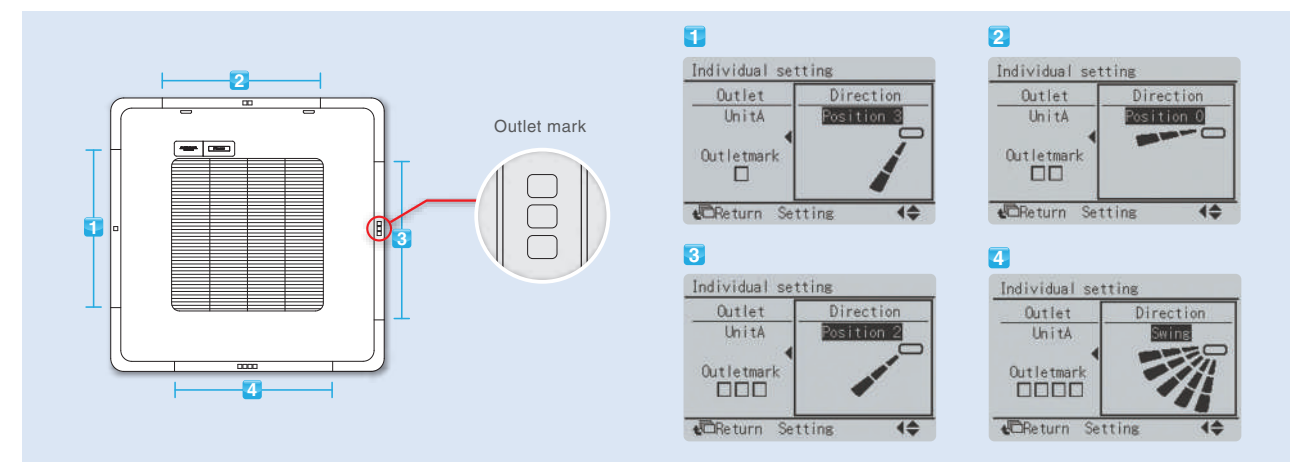 2
1
3
4
Outlet mark
1
Individual setting
Outlet Direction
UnitA Position 3
Outletmark
Return Setting
2
Individual setting
Outlet Direction
UnitA Position 0
Outletmark
Return Setting
3
Individual setting
Outlet Direction
UnitA Position 2
Outletmark
Return Setting
4
Individual setting
Outlet Direction
UnitA Swing
Outletmark
Return Setting